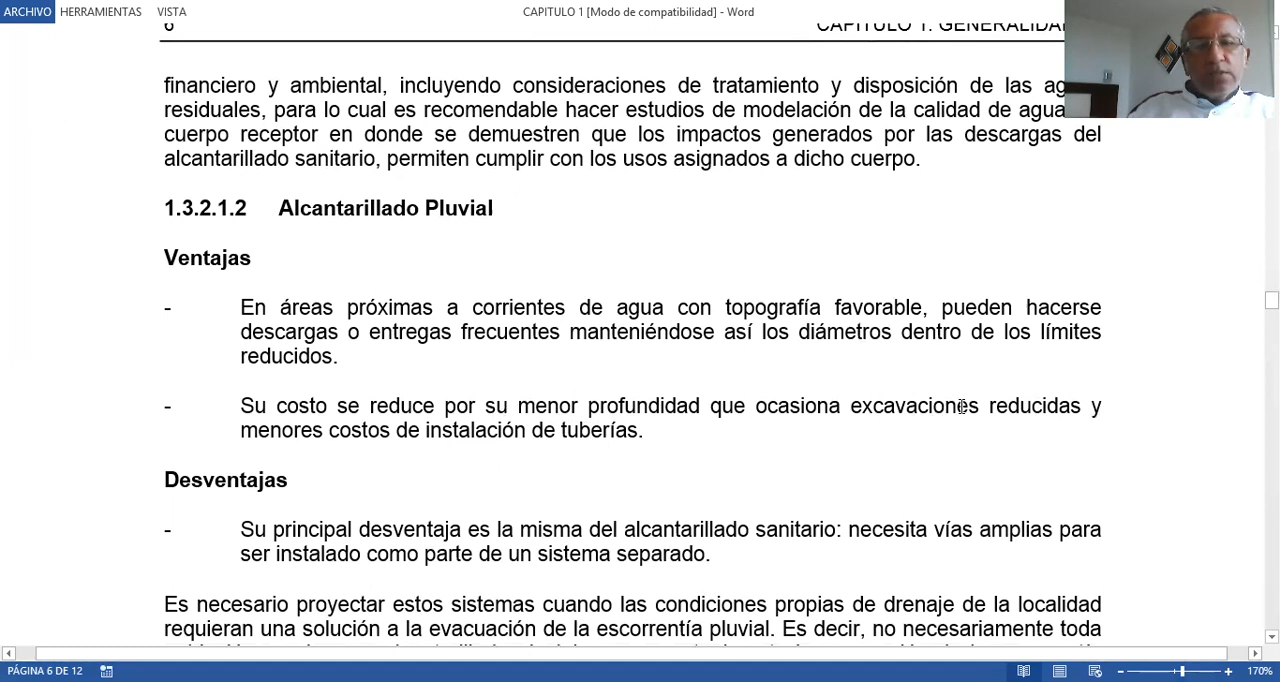 ARCHIVO HERRAMIENTAS VISTA CAPITULO 1 [Modo de compatibilidad] - Word
6
financiero y ambiental, incluyendo consideraciones de tratamiento y disposición de las
residuales, para lo cual es recomendable hacer estudios de modelación de la calidad de agua
cuerpo receptor en donde se demuestren que los impactos generados por las descargas del
alcantarillado sanitario, permiten cumplir con los usos asignados a dicho cuerpo.
1.3.2.1.2 Alcantarillado Pluvial
Ventajas
- En áreas próximas a corrientes de agua con topografía favorable, pueden hacerse
descargas o entregas frecuentes manteniéndose así los diámetros dentro de los límites
reducidos.
- Su costo se reduce por su menor profundidad que ocasiona excavaciones reducidas y
menores costos de instalación de tuberías.
Desventajas
- Su principal desventaja es la misma del alcantarillado sanitario: necesita vías amplias para
ser instalado como parte de un sistema separado.
Es necesario proyectar estos sistemas cuando las condiciones propias de drenaje de la localidad
requieran una solución a la evacuación de la escorrentía pluvial. Es decir, no necesariamente toda
PÁGINA 6 DE 12 170%